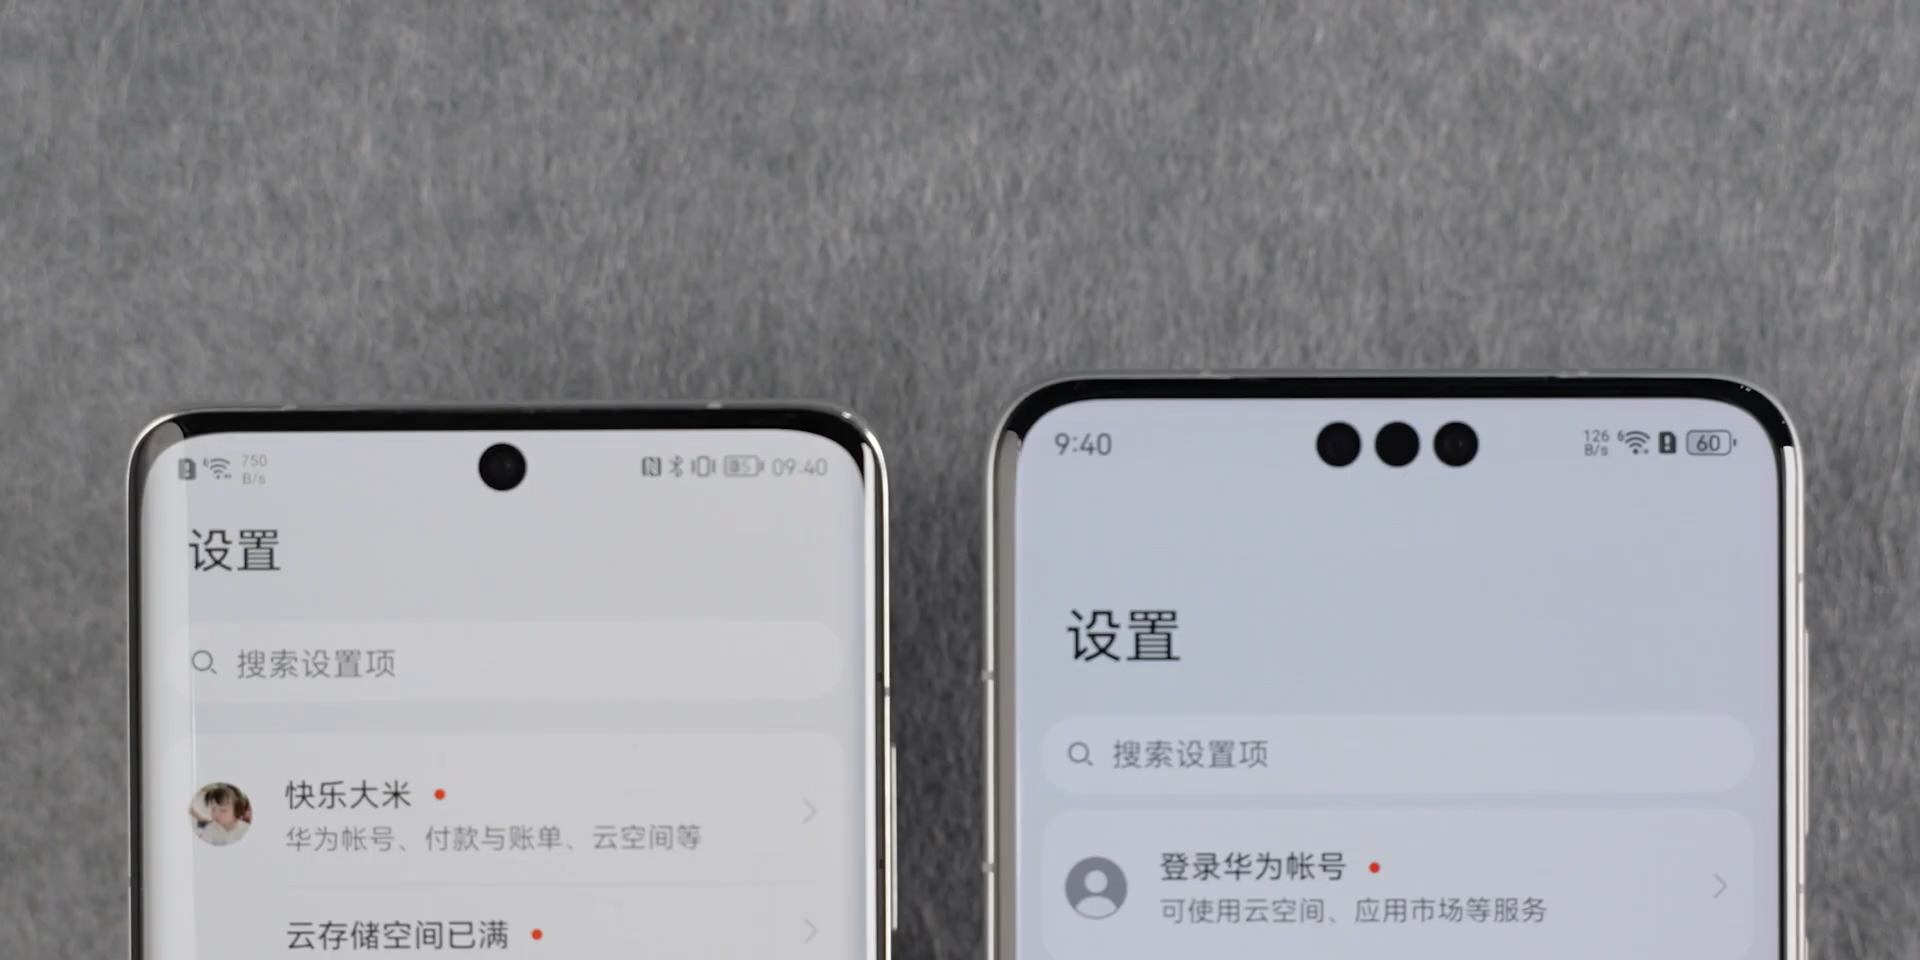 750
B/s
09:40
设置
搜索设置项
快乐大米
华为帐号、付款与账单、云空间等
云存储空间已满
9:40
126
B/s
6
60
设置
搜索设置项
登录华为帐号
可使用云空间、应用市场等服务